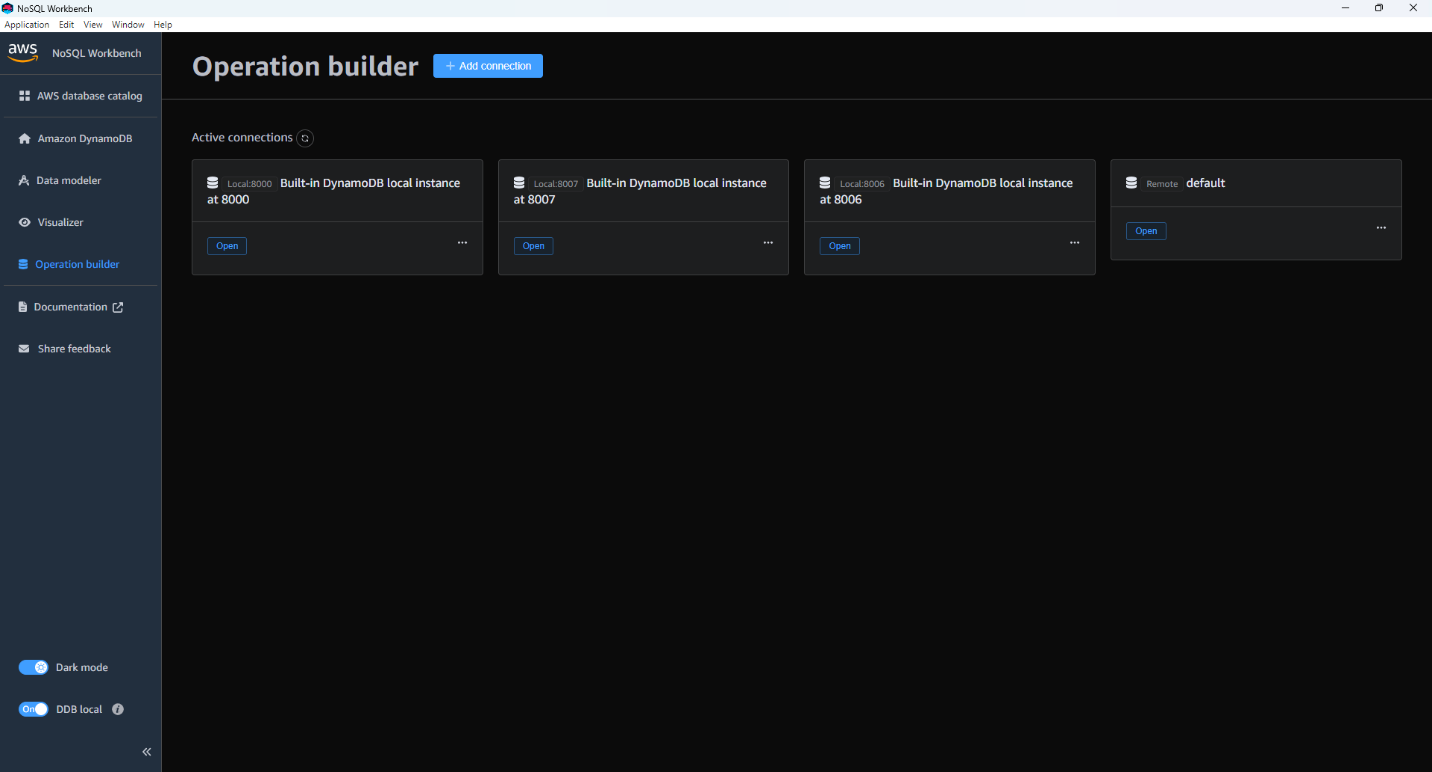 NoSQL Workbench
Application Edit View Window Help
aws NoSQL Workbench
AWS database catalog
Amazon DynamoDB
Data modeler
Visualizer
Operation builder
Documentation
Share feedback
Dark mode
On DDB local i
Operation builder
+ Add connection
Active connections
Local:8000 Built-in DynamoDB local instance
at 8000
Open ...
Local:8007 Built-in DynamoDB local instance
at 8007
Open ...
Local:8006 Built-in DynamoDB local instance
at 8006
Open ...
Remote default
Open ...